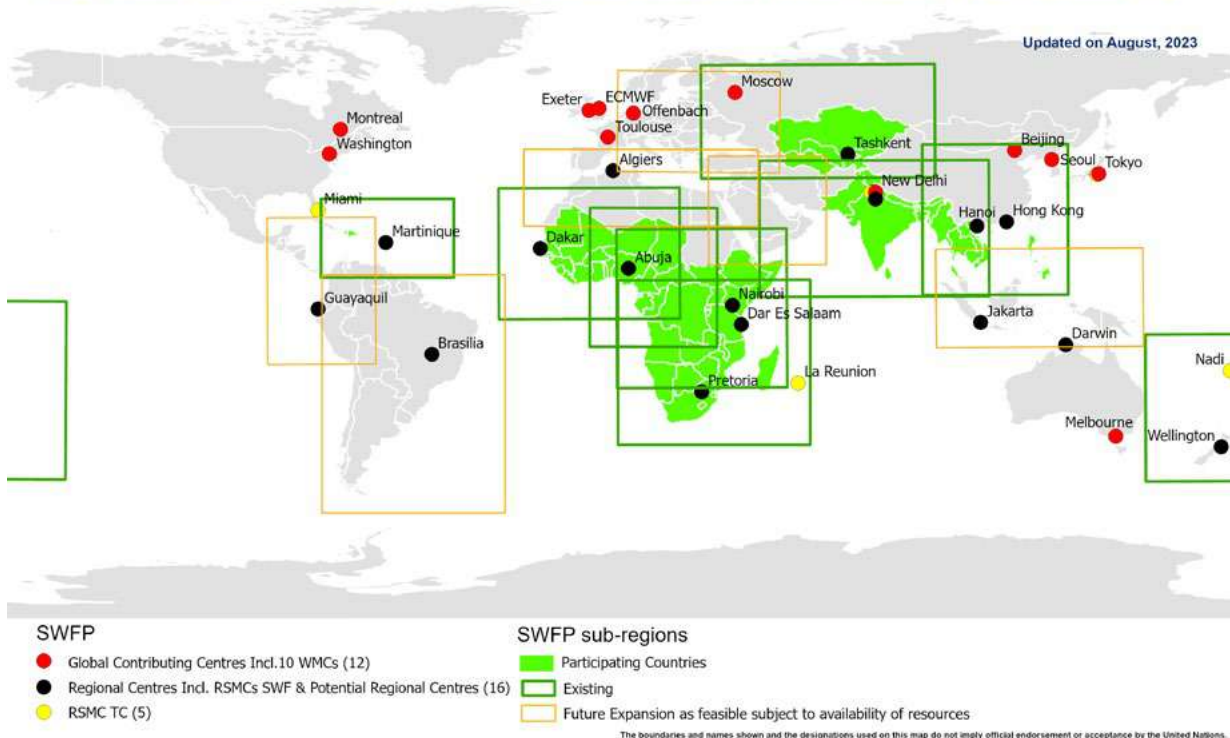 Updated on August, 2023
Moscow
Exeter
ECMWF
Offenbach
Montreal
Toulouse
Washington
Tashkent
Beijing
Seoul
Tokyo
Algiers
New Delhi
Miami
Martinique
Dakar
Hanoi
Hong Kong
Abuja
Guayaquil
Nairobi
Dar Es Salaam
Jakarta
Brasilia
Darwin
Pretoria
La Reunion
Nadi
Melbourne
Wellington
SWFP
Global Contributing Centres Incl.10 WMCs (12)
Regional Centres Incl. RSMCs SWF & Potential Regional Centres (16)
RSMC TC (5)
SWFP sub-regions
Participating Countries
Existing
Future Expansion as feasible subject to availability of resources
The boundaries and names shown and the designations used on this map do not imply official endorsement or acceptance by the United Nations.